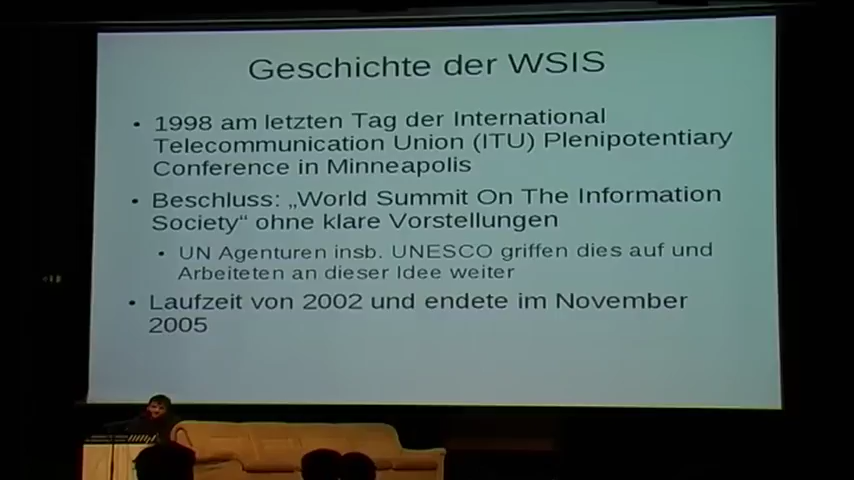 Geschichte der WSIS
• 1998 am letzten Tag der International
Telecommunication Union (ITU) Plenipotentiary
Conference in Minneapolis
• Beschluss: „World Summit On The Information
Society“ ohne klare Vorstellungen
• UN Agenturen insb. UNESCO griffen dies auf und
Arbeiteten an dieser Idee weiter
• Laufzeit von 2002 und endete im November
2005